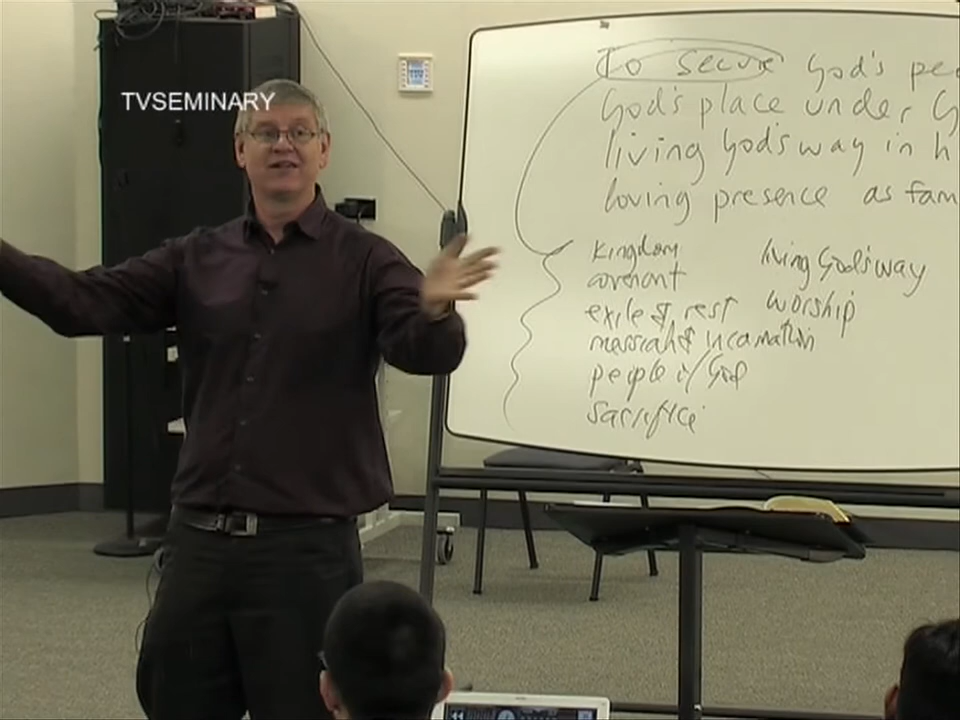 TVSEMINARY
To secure God's peo
God's place under G
living God's way in h
loving presence as fam
kingdom
living God's way
covenant
exile & rest
worship
messiah & incarnation
people of God
sacrifice